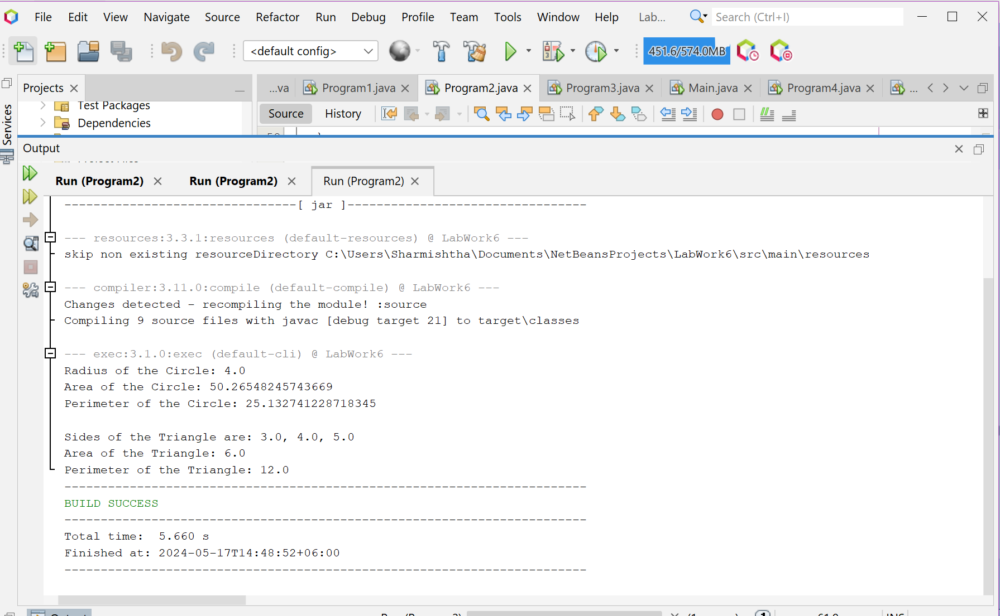 File Edit View Navigate Source Refactor Run Debug Profile Team Tools Window Help Lab... Search (Ctrl+I)
<default config> 451.6/574.0MB
Projects ...va Program1.java Program2.java Program3.java Main.java Program4.java ...
Services
Test Packages
Dependencies
Source History
Output
Run (Program2) Run (Program2) Run (Program2)
--------------------------------[ jar ]---------------------------------
--- resources:3.3.1:resources (default-resources) @ LabWork6 ---
skip non existing resourceDirectory C:\Users\Sharmishtha\Documents\NetBeansProjects\LabWork6\src\main\resources
--- compiler:3.11.0:compile (default-compile) @ LabWork6 ---
Changes detected - recompiling the module! :source
Compiling 9 source files with javac [debug target 21] to target\classes
--- exec:3.1.0:exec (default-cli) @ LabWork6 ---
Radius of the Circle: 4.0
Area of the Circle: 50.26548245743669
Perimeter of the Circle: 25.132741228718345
Sides of the Triangle are: 3.0, 4.0, 5.0
Area of the Triangle: 6.0
Perimeter of the Triangle: 12.0
------------------------------------------------------------------------
BUILD SUCCESS
------------------------------------------------------------------------
Total time:  5.660 s
Finished at: 2024-05-17T14:48:52+06:00
------------------------------------------------------------------------